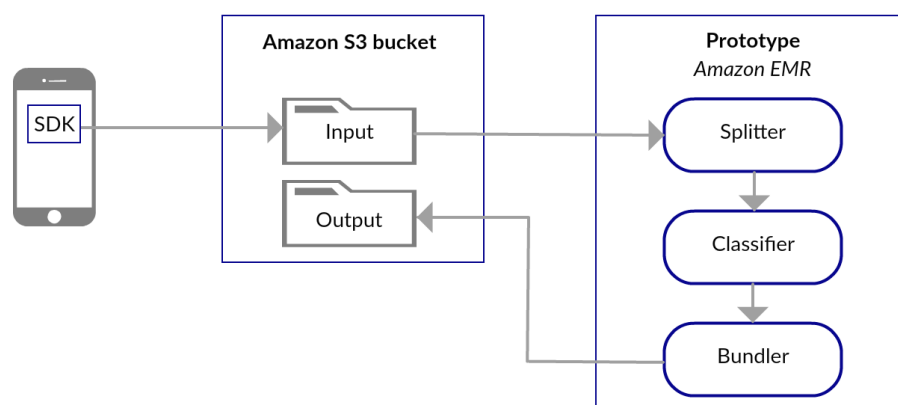 Amazon S3 bucket
Prototype
Amazon EMR
SDK
Input
Splitter
Output
Classifier
Bundler